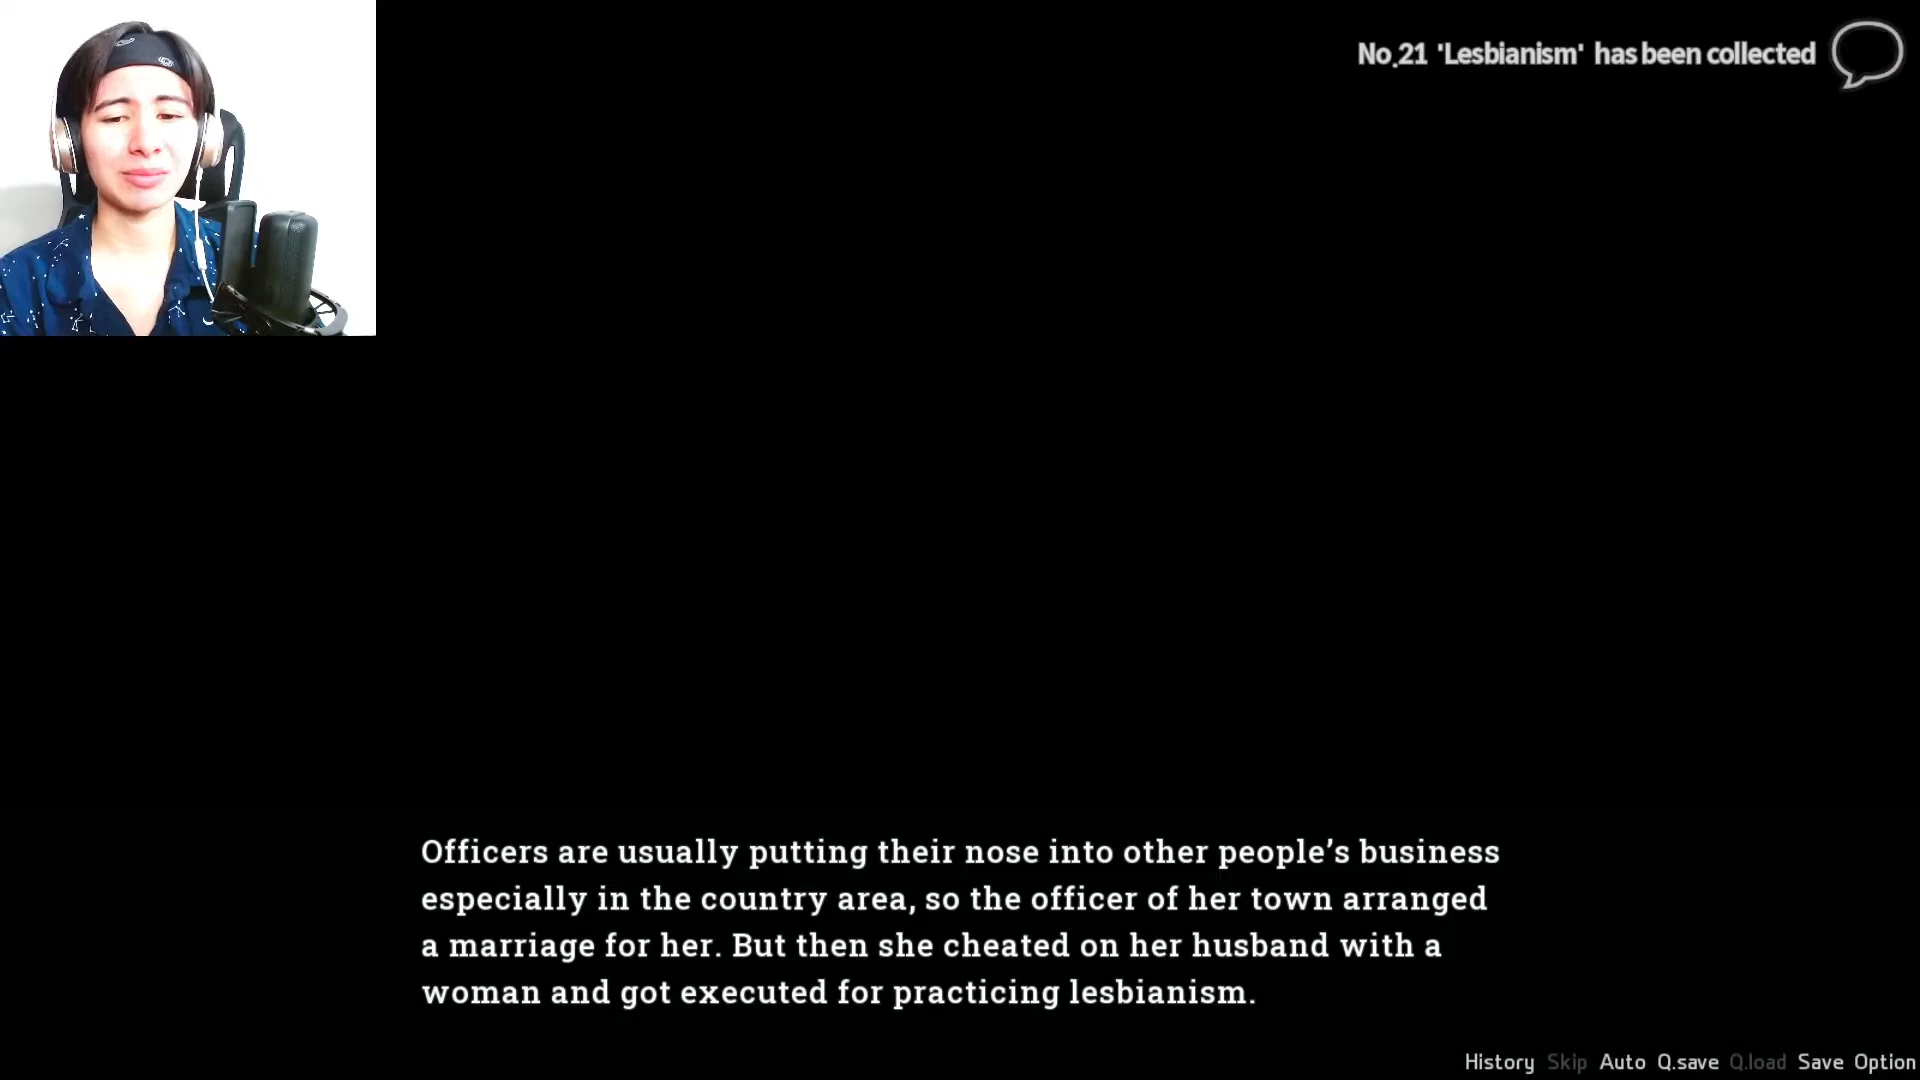 No.21 'Lesbianism' has been collected
Officers are usually putting their nose into other people’s business
especially in the country area, so the officer of her town arranged
a marriage for her. But then she cheated on her husband with a
woman and got executed for practicing lesbianism.
History Skip Auto Q.save Q.load Save Option